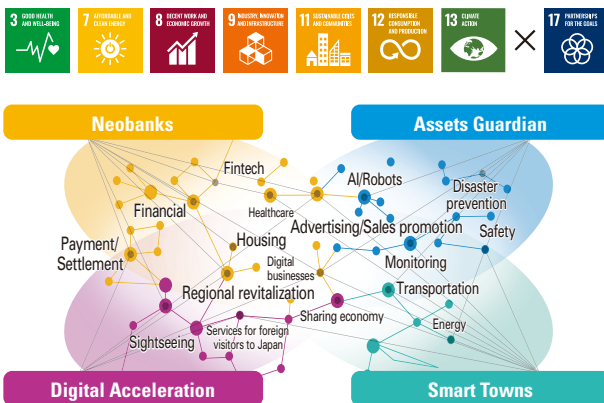 3 GOOD HEALTH
AND WELL-BEING
7 AFFORDABLE AND
CLEAN ENERGY
8 DECENT WORK AND
ECONOMIC GROWTH
9 INDUSTRY, INNOVATION
AND INFRASTRUCTURE
11 SUSTAINABLE CITIES
AND COMMUNITIES
12 RESPONSIBLE
CONSUMPTION
AND PRODUCTION
13 CLIMATE
ACTION
17 PARTNERSHIPS
FOR THE GOALS
Neobanks
Assets Guardian
Fintech
AI/Robots
Healthcare
Disaster
prevention
Financial
Advertising/Sales promotion
Safety
Payment/
Settlement
Housing
Digital
businesses
Monitoring
Regional revitalization
Transportation
Sharing economy
Energy
Sightseeing
Services for foreign
visitors to Japan
Digital Acceleration
Smart Towns